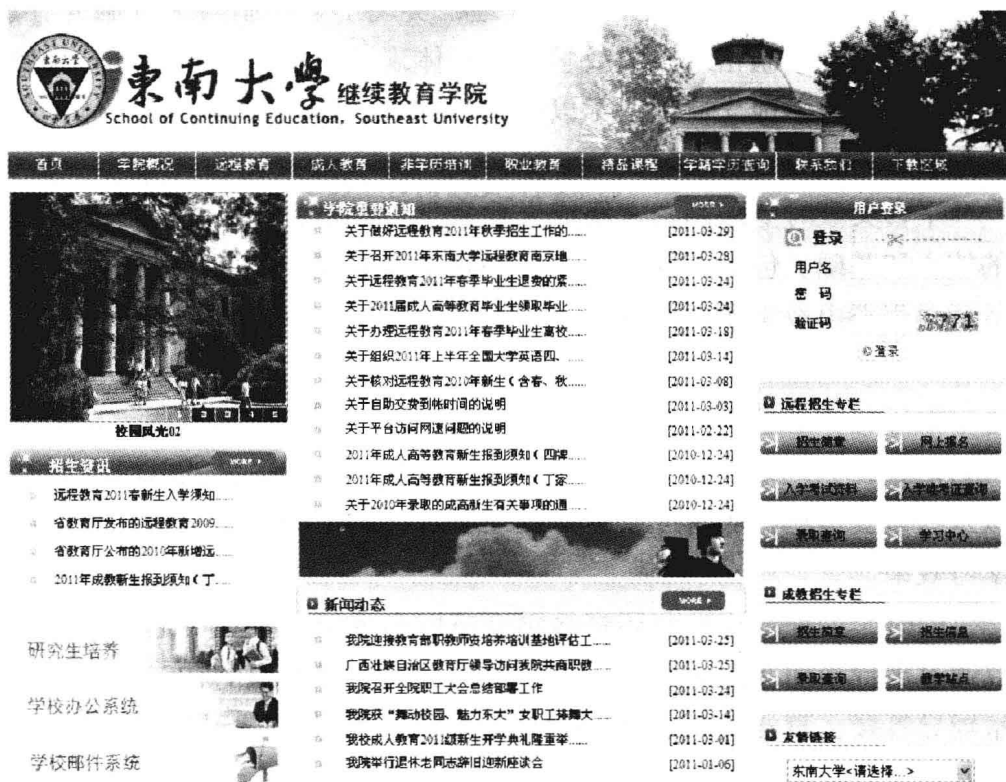 東南大學继续教育学院
School of Continuing Education, Southeast University
首页 学院概况 远程教育 成人教育 非学历培训 职业教育 精品课程 学籍学历查询 联系我们 下载区域
校园风光02
招生资讯 MORE
远程教育2011春新生入学须知......
省教育厅发布的远程教育2009......
省教育厅公布的2010年新增远......
2011年成教新生报到须知(丁......
研究生培养
学校办公系统
学校邮件系统
学院重要通知 MORE
关于做好远程教育2011年秋季招生工作的...... [2011-03-29]
关于召开2011年东南大学远程教育南京地...... [2011-03-28]
关于远程教育2011年春季毕业生退费的紧...... [2011-03-24]
关于2011届成人高等教育毕业生领取毕业...... [2011-03-24]
关于办理远程教育2011年春季毕业生离校...... [2011-03-18]
关于组织2011年上半年全国大学英语四、...... [2011-03-14]
关于核对远程教育2010年新生(含春、秋...... [2011-03-08]
关于自助交费到帐时间的说明 [2011-03-03]
关于平台访问网速问题的说明 [2011-02-22]
2011年成人高等教育新生报到须知(四牌...... [2010-12-24]
2011年成人高等教育新生报到须知(丁家...... [2010-12-24]
关于2010年录取的成高新生有关事项的通...... [2010-12-24]
新闻动态 MORE
我院迎接教育部职教师资培养培训基地评估工...... [2011-03-25]
广西壮族自治区教育厅领导访问我院共商职教...... [2011-03-25]
我院召开全院职工大会总结部署工作 [2011-03-24]
我院获“舞动校园、魅力东大”女职工排舞大...... [2011-03-14]
我校成人教育2011级新生开学典礼隆重举...... [2011-03-01]
我院举行退休老同志辞旧迎新座谈会 [2011-01-06]
用户登录
登录
用户名
密 码
验证码 7771
登录
远程招生专栏
招生简章 网上报名
入学考试资料 入学准考证查询
录取查询 学习中心
成教招生专栏
招生简章 招生信息
录取查询 教学站点
友情链接
东南大学<请选择...>